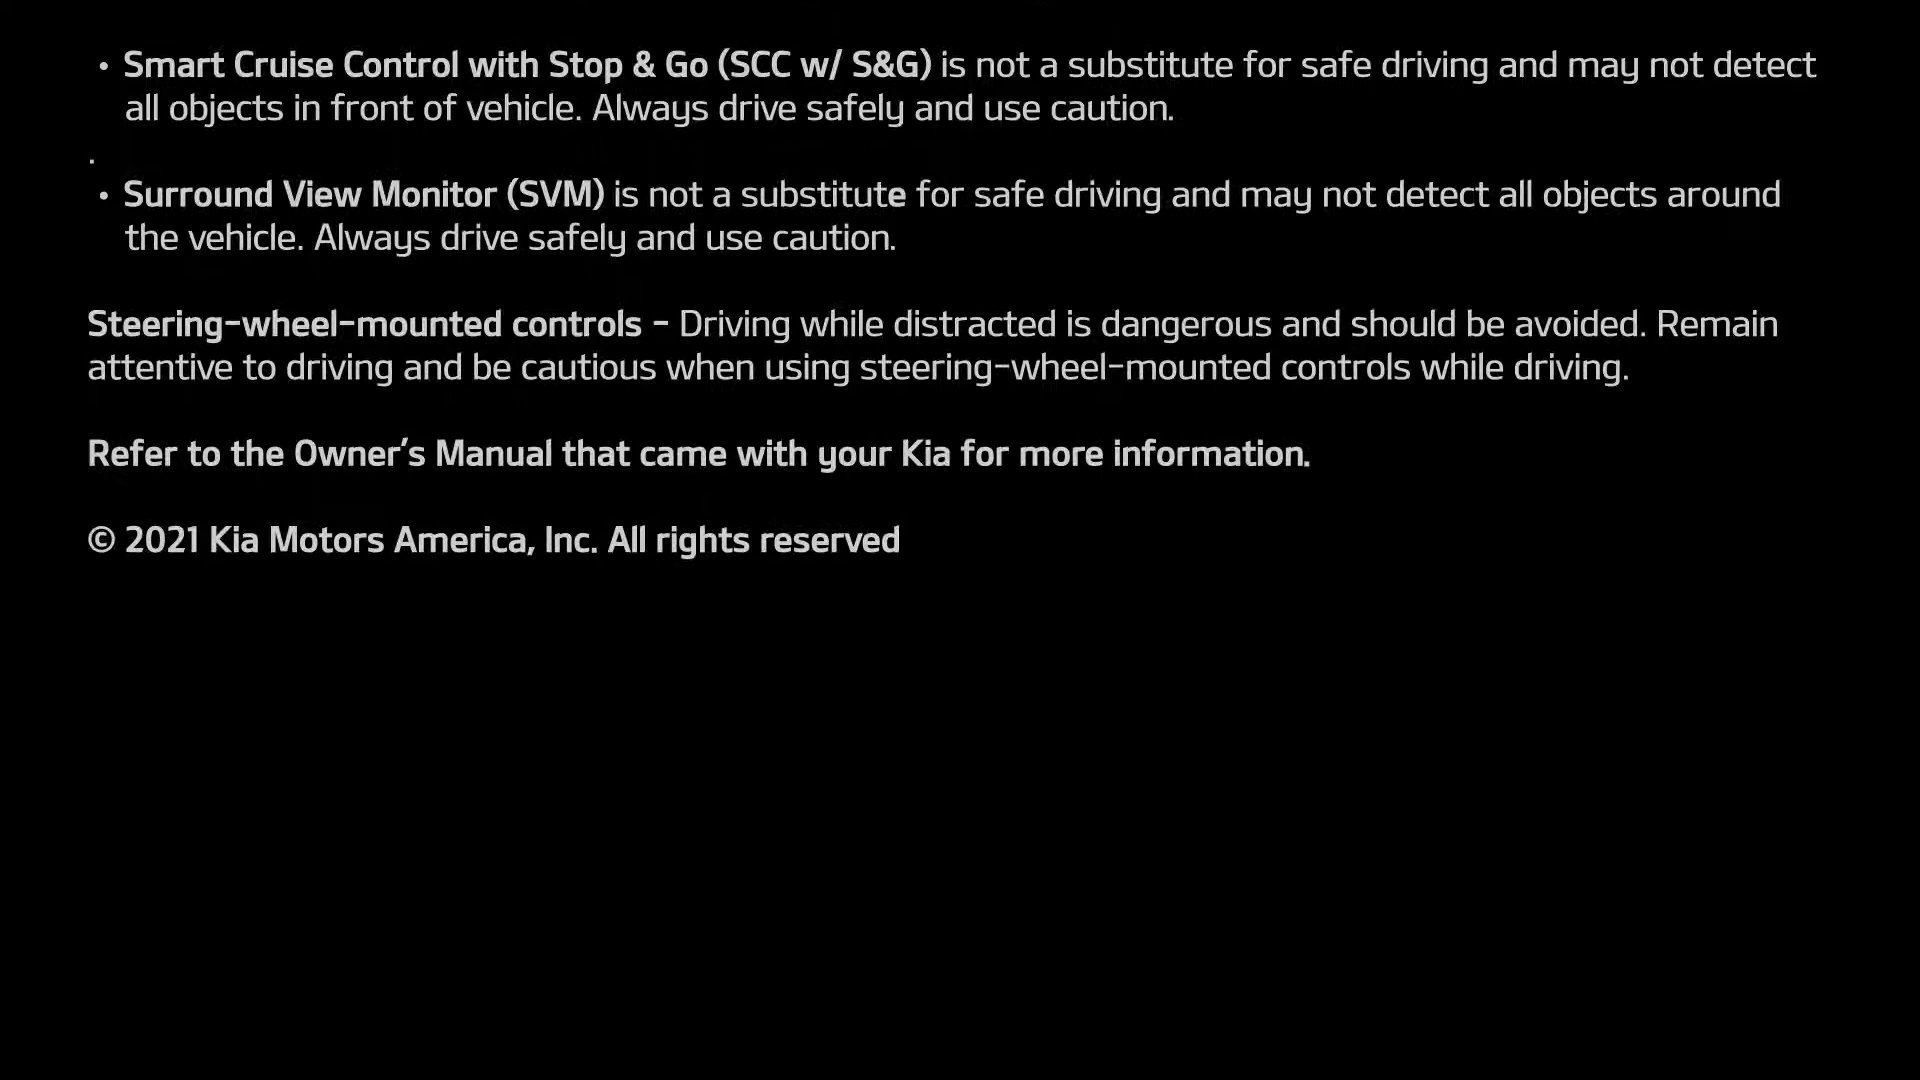 • Smart Cruise Control with Stop & Go (SCC w/ S&G) is not a substitute for safe driving and may not detect
all objects in front of vehicle. Always drive safely and use caution.
.
• Surround View Monitor (SVM) is not a substitute for safe driving and may not detect all objects around
the vehicle. Always drive safely and use caution.
Steering-wheel-mounted controls - Driving while distracted is dangerous and should be avoided. Remain
attentive to driving and be cautious when using steering-wheel-mounted controls while driving.
Refer to the Owner’s Manual that came with your Kia for more information.
© 2021 Kia Motors America, Inc. All rights reserved